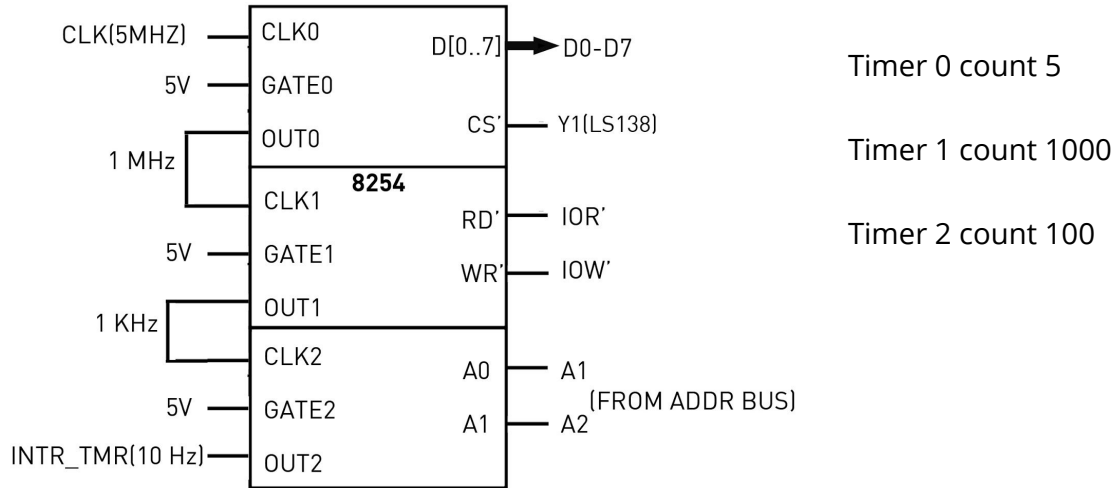 CLK(5MHZ)
CLK0
D[0..7]
D0-D7
5V
GATE0
CS'
Y1(LS138)
OUT0
1 MHz
8254
CLK1
RD'
IOR'
5V
GATE1
WR'
IOW'
OUT1
1 KHz
CLK2
A0
A1
(FROM ADDR BUS)
5V
GATE2
A1
A2
INTR_TMR(10 Hz)
OUT2
Timer 0 count 5
Timer 1 count 1000
Timer 2 count 100